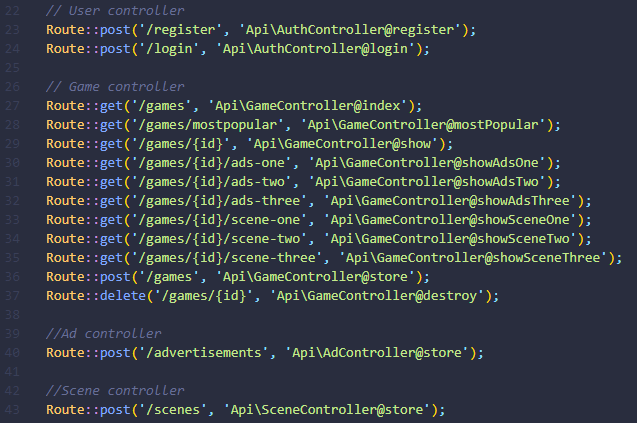 22 // User controller
23 Route::post('/register', 'Api\AuthController@register');
24 Route::post('/login', 'Api\AuthController@login');
25
26 // Game controller
27 Route::get('/games', 'Api\GameController@index');
28 Route::get('/games/mostpopular', 'Api\GameController@mostPopular');
29 Route::get('/games/{id}', 'Api\GameController@show');
30 Route::get('/games/{id}/ads-one', 'Api\GameController@showAdsOne');
31 Route::get('/games/{id}/ads-two', 'Api\GameController@showAdsTwo');
32 Route::get('/games/{id}/ads-three', 'Api\GameController@showAdsThree');
33 Route::get('/games/{id}/scene-one', 'Api\GameController@showSceneOne');
34 Route::get('/games/{id}/scene-two', 'Api\GameController@showSceneTwo');
35 Route::get('/games/{id}/scene-three', 'Api\GameController@showSceneThree');
36 Route::post('/games', 'Api\GameController@store');
37 Route::delete('/games/{id}', 'Api\GameController@destroy');
38
39 //Ad controller
40 Route::post('/advertisements', 'Api\AdController@store');
41
42 //Scene controller
43 Route::post('/scenes', 'Api\SceneController@store');